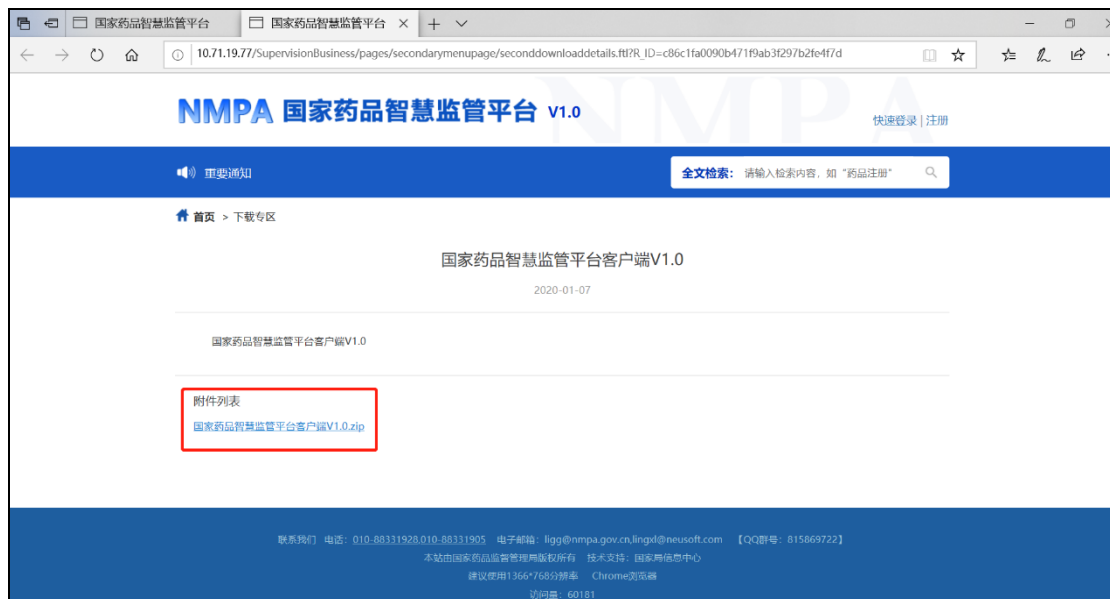 国家药品智慧监管平台
国家药品智慧监管平台
10.71.19.77/SupervisionBusiness/pages/secondarymenupage/seconddownloaddetails.ftl?R_ID=c86c1fa0090b471f9ab3f297b2fe4f7d
NMPA
NMPA 国家药品智慧监管平台 V1.0
快速登录 | 注册
重要通知
全文检索： 请输入检索内容，如“药品注册”
首页 > 下载专区
国家药品智慧监管平台客户端V1.0
2020-01-07
国家药品智慧监管平台客户端V1.0
附件列表
国家药品智慧监管平台客户端V1.0.zip
联系我们 电话：010-88331928,010-88331905 电子邮箱：ligg@nmpa.gov.cn,lingxl@neusoft.com 【QQ群号：815869722】
本站由国家药品监督管理局版权所有 技术支持：国家局信息中心
建议使用1366*768分辨率 Chrome浏览器
访问量：60181